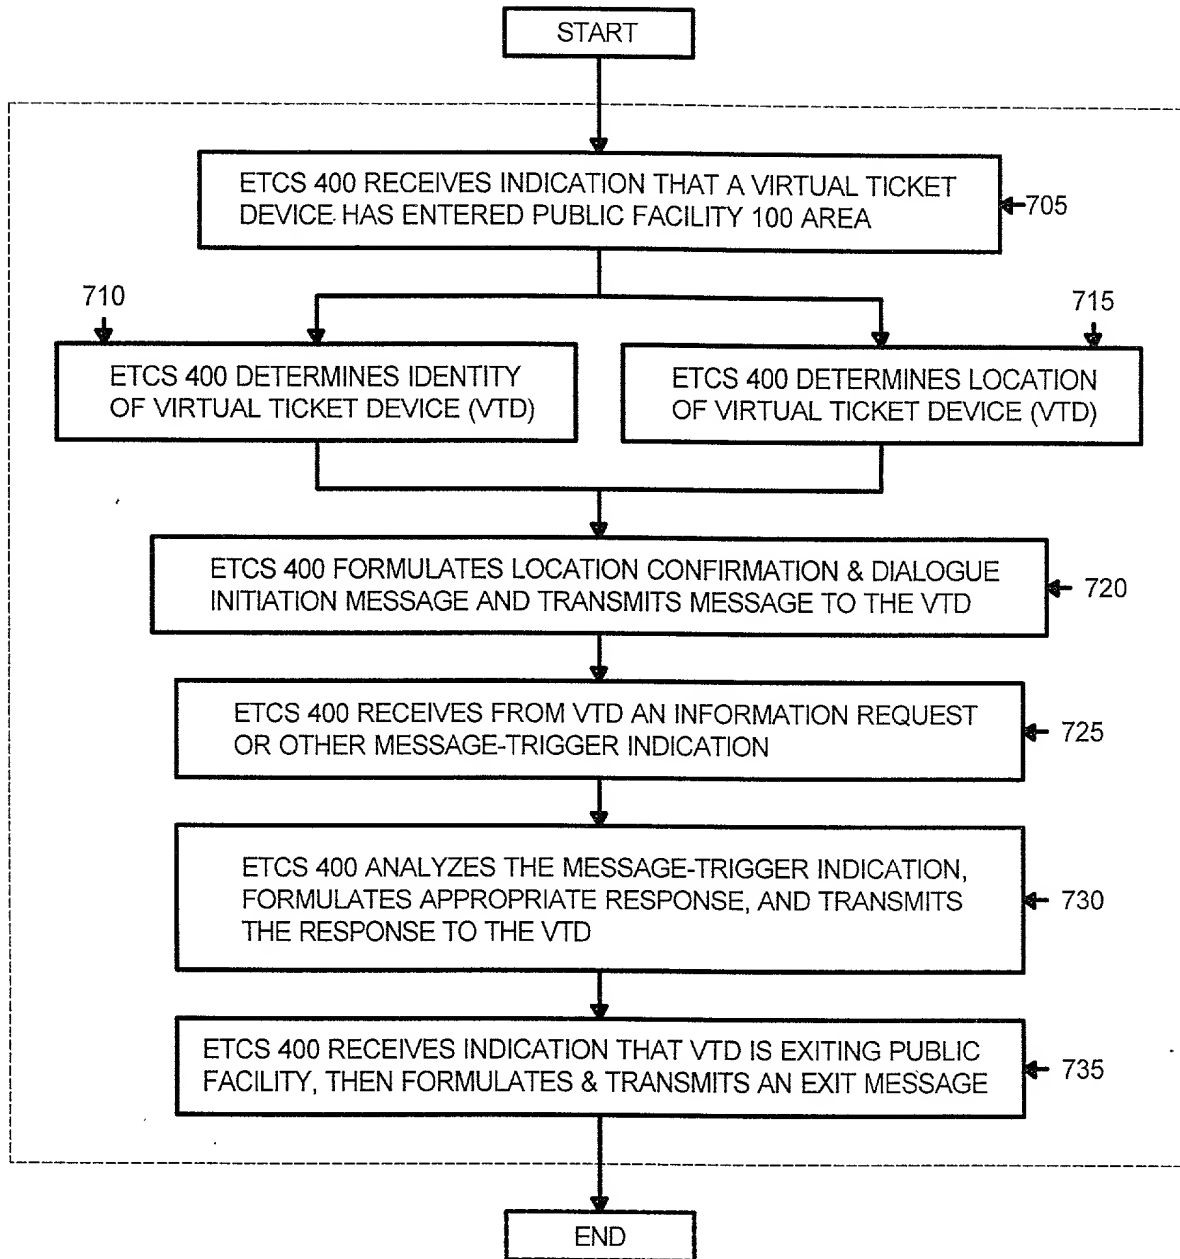 START
ETCS 400 RECEIVES INDICATION THAT A VIRTUAL TICKET
DEVICE HAS ENTERED PUBLIC FACILITY 100 AREA
705
710
715
ETCS 400 DETERMINES IDENTITY
OF VIRTUAL TICKET DEVICE (VTD)
ETCS 400 DETERMINES LOCATION
OF VIRTUAL TICKET DEVICE (VTD)
ETCS 400 FORMULATES LOCATION CONFIRMATION & DIALOGUE
INITIATION MESSAGE AND TRANSMITS MESSAGE TO THE VTD
720
ETCS 400 RECEIVES FROM VTD AN INFORMATION REQUEST
OR OTHER MESSAGE-TRIGGER INDICATION
725
ETCS 400 ANALYZES THE MESSAGE-TRIGGER INDICATION,
FORMULATES APPROPRIATE RESPONSE, AND TRANSMITS
THE RESPONSE TO THE VTD
730
ETCS 400 RECEIVES INDICATION THAT VTD IS EXITING PUBLIC
FACILITY, THEN FORMULATES & TRANSMITS AN EXIT MESSAGE
735
END